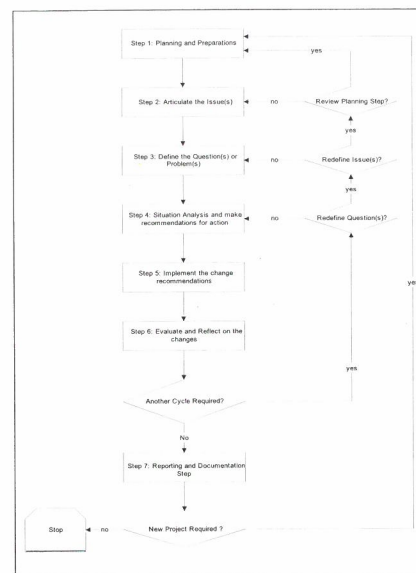 Step 1: Planning and Preparations
yes
Step 2: Articulate the Issue(s)
no
Review Planning Step?
yes
Step 3: Define the Question(s) or
Problem(s)
no
Redefine Issue(s)?
yes
Step 4: Situation Analysis and make
recommendations for action
no
Redefine Question(s)?
Step 5: Implement the change
recommendations
yes
Step 6: Evaluate and Reflect on the
changes
yes
Another Cycle Required?
No
Step 7: Reporting and Documentation
Step
Stop
no
New Project Required ?